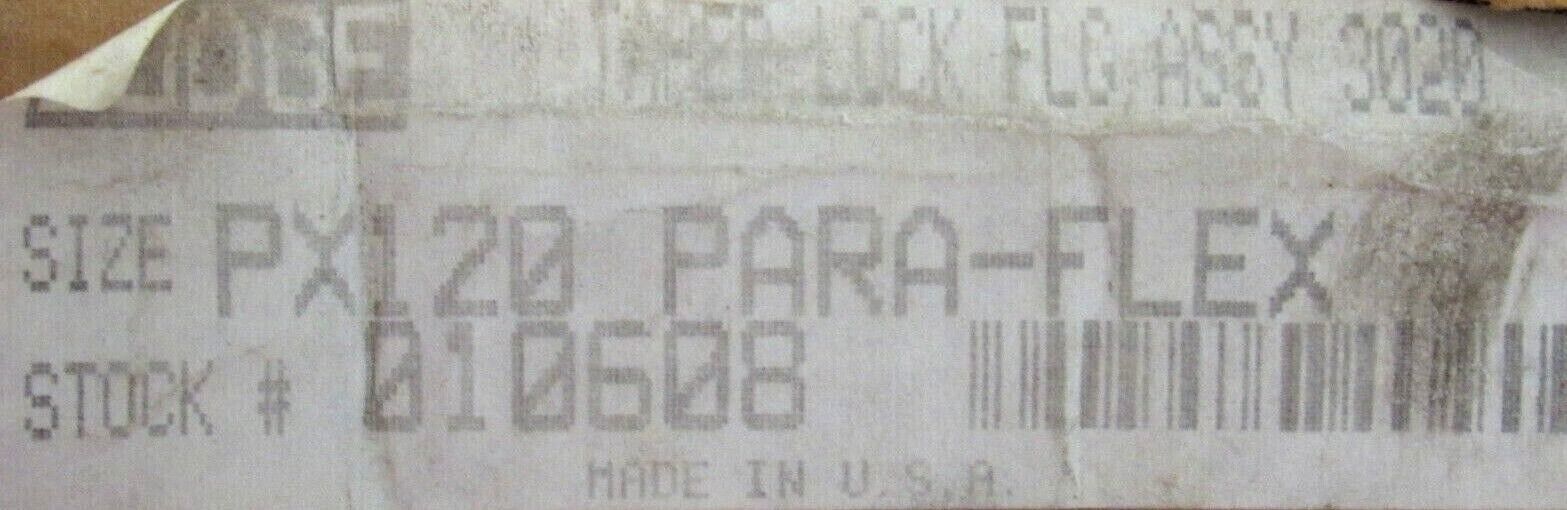 TAPER-LOCK FLG ASSY 3020
SIZE PX120 PARA-FLEX
STOCK # 010608
MADE IN U.S.A.